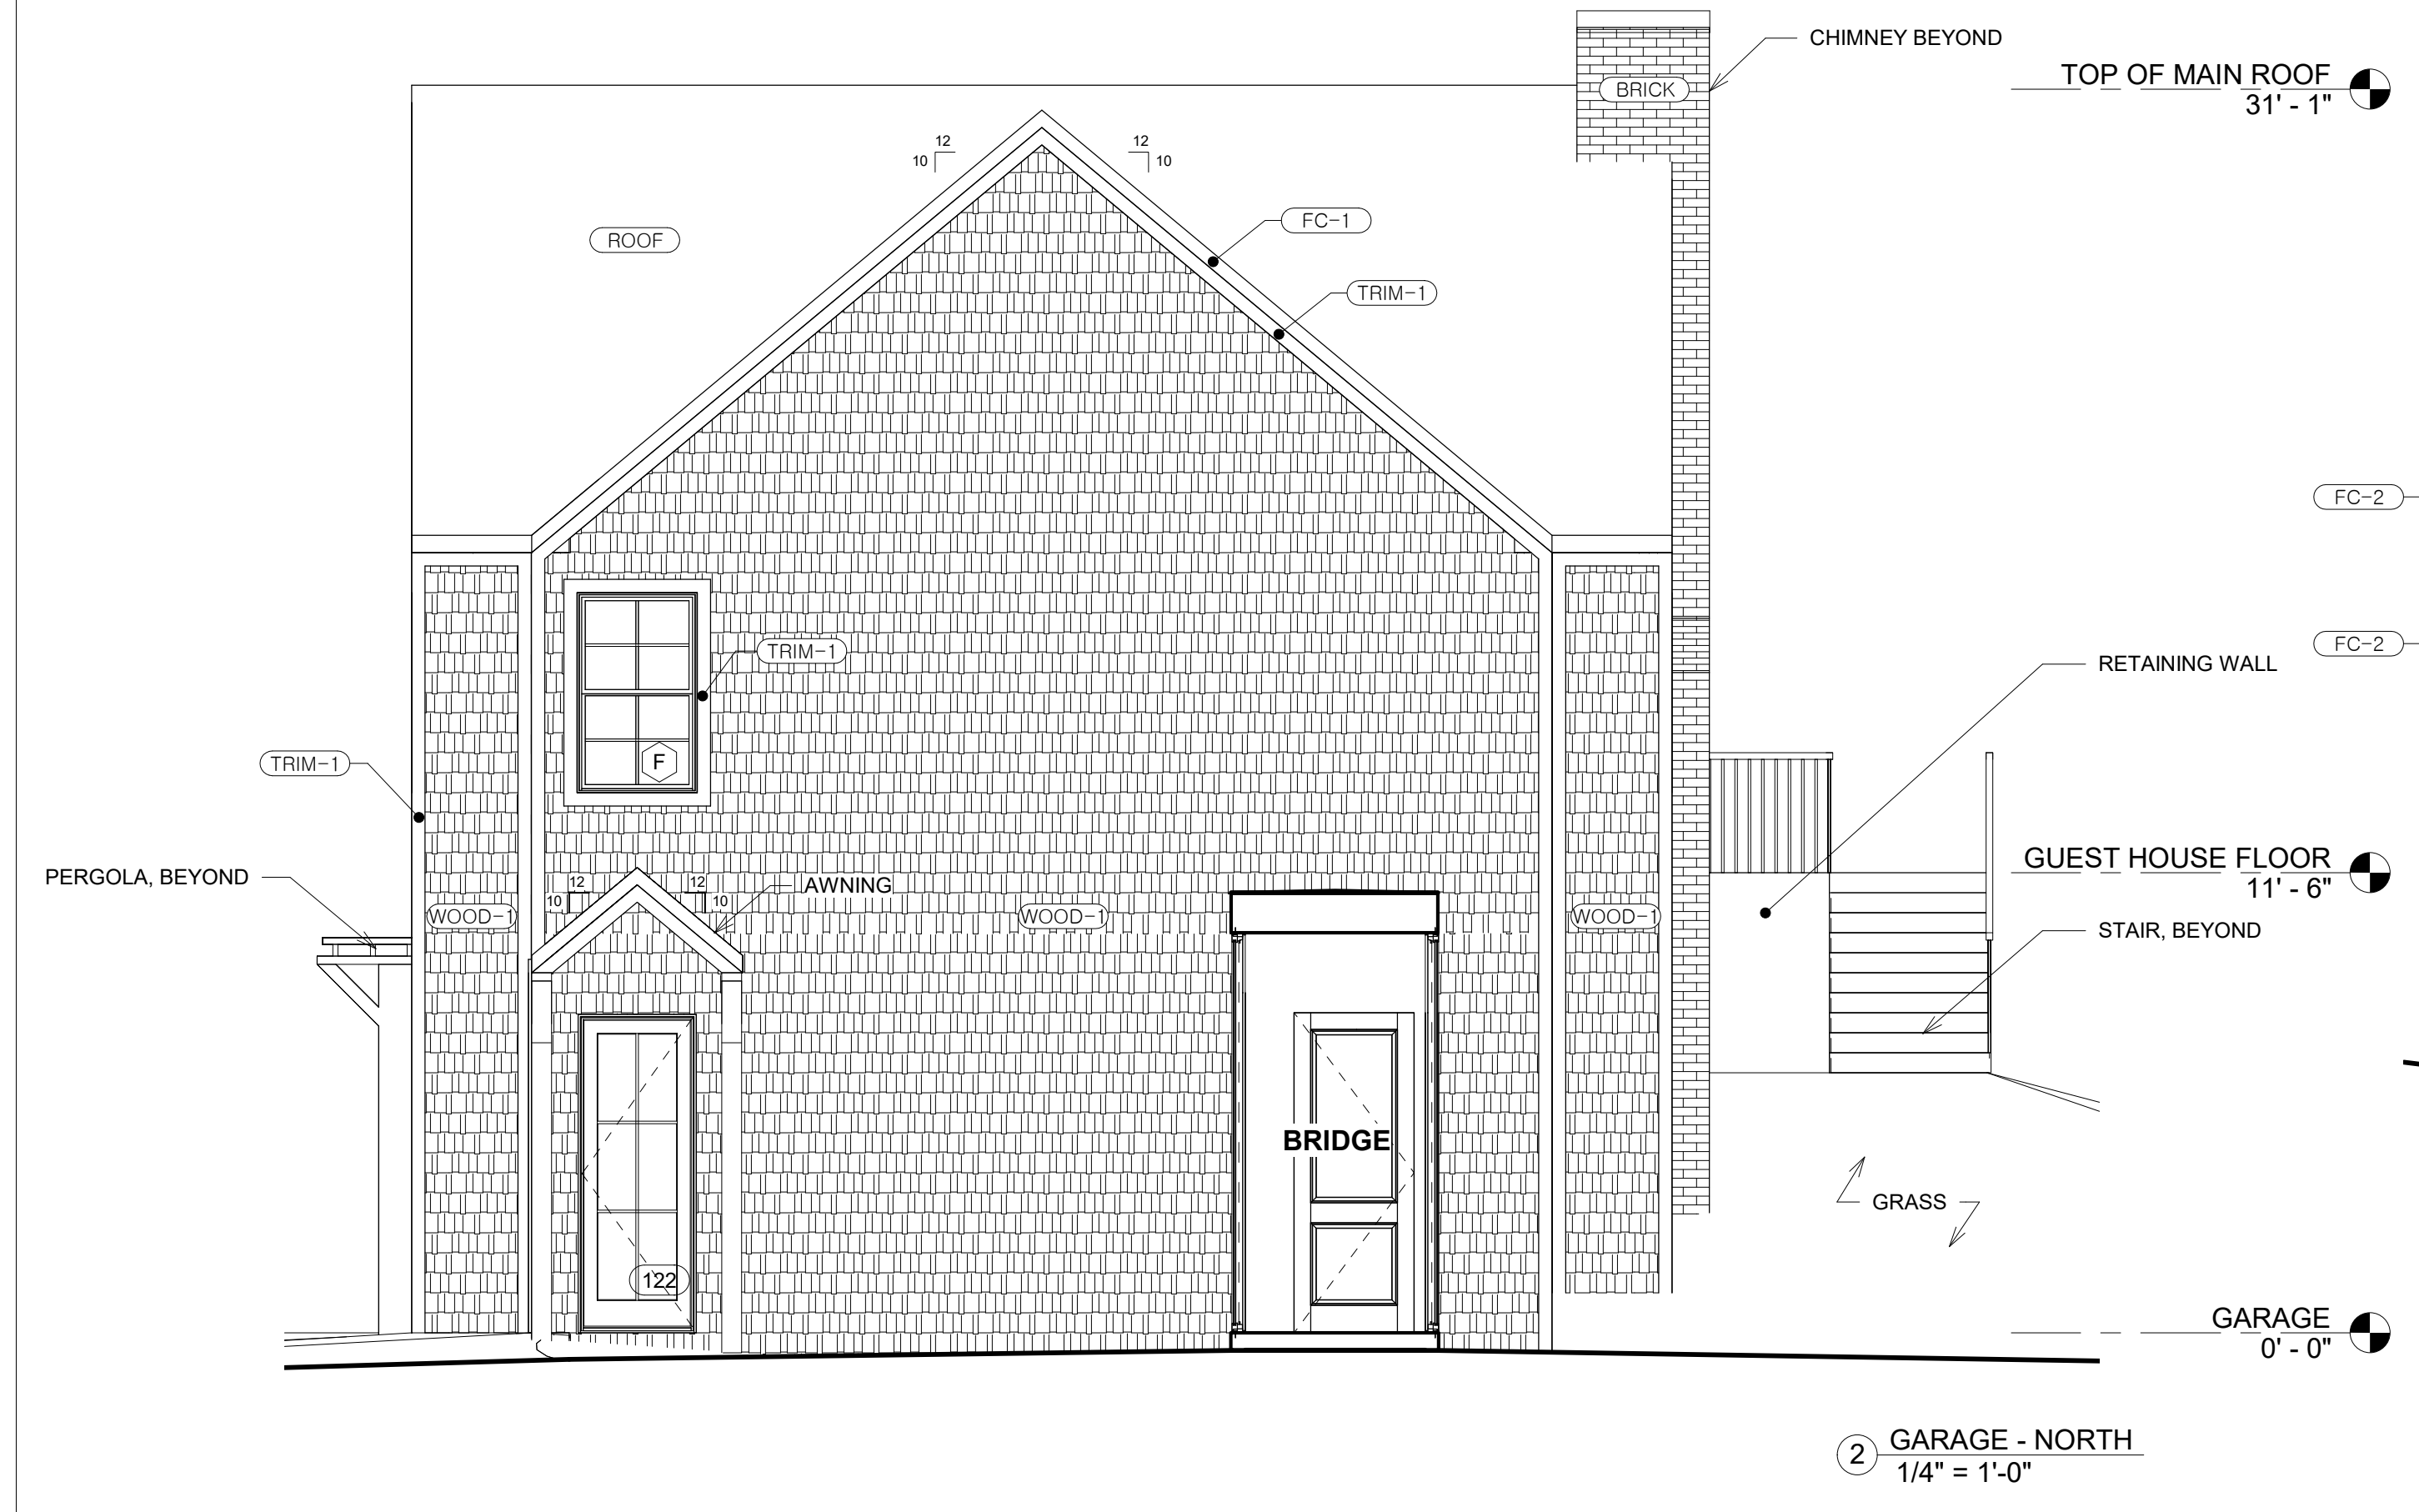 CHIMNEY BEYOND
TOP OF MAIN ROOF
31' - 1"
BRICK
12
10
12
10
FC-1
ROOF
TRIM-1
FC-2
TRIM-1
FC-2
RETAINING WALL
F
TRIM-1
GUEST HOUSE FLOOR
11' - 6"
PERGOLA, BEYOND
12
10
12
10
AWNING
WOOD-1
WOOD-1
WOOD-1
STAIR, BEYOND
BRIDGE
GRASS
122
GARAGE
0' - 0"
2
GARAGE - NORTH
1/4" = 1'-0"